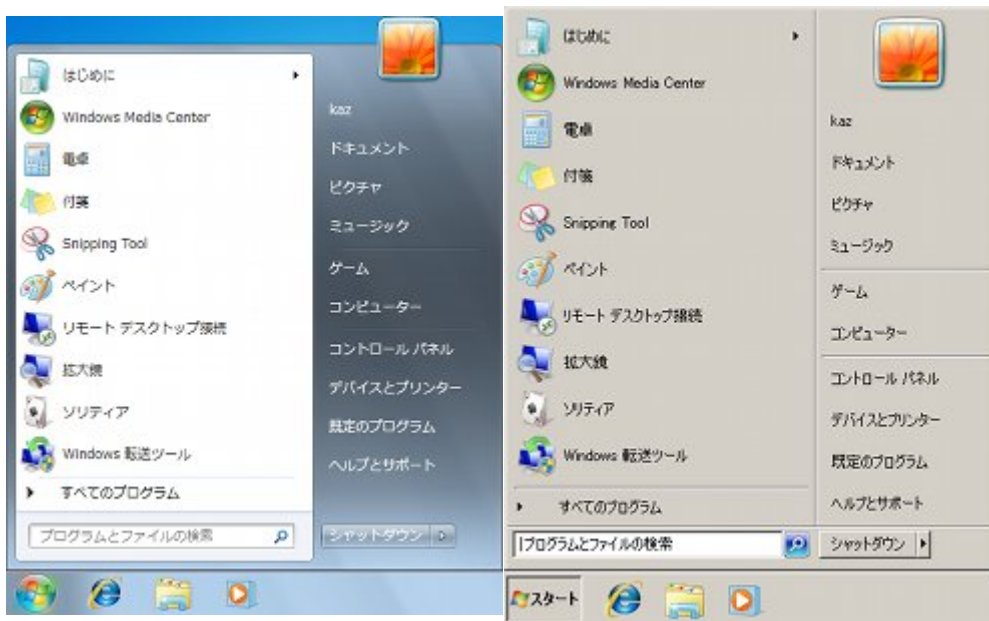 はじめに
Windows Media Center
電卓
付箋
Snipping Tool
ペイント
リモート デスクトップ接続
拡大鏡
ソリティア
Windows 転送ツール
すべてのプログラム
プログラムとファイルの検索
kaz
ドキュメント
ピクチャ
ミュージック
ゲーム
コンピューター
コントロール パネル
デバイスとプリンター
既定のプログラム
ヘルプとサポート
シャットダウン
はじめに
Windows Media Center
電卓
付箋
Snipping Tool
ペイント
リモート デスクトップ接続
拡大鏡
ソリティア
Windows 転送ツール
すべてのプログラム
プログラムとファイルの検索
kaz
ドキュメント
ピクチャ
ミュージック
ゲーム
コンピューター
コントロール パネル
デバイスとプリンター
既定のプログラム
ヘルプとサポート
シャットダウン
スタート